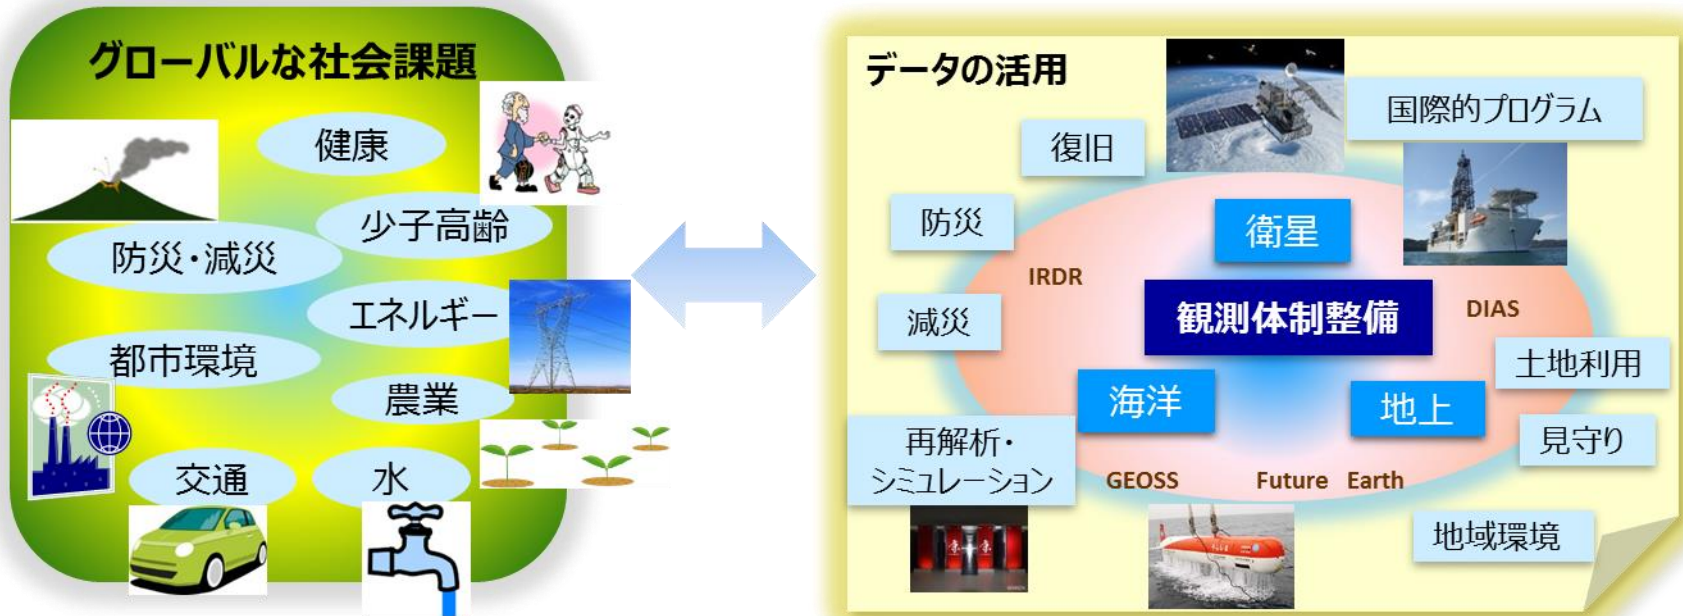 グローバルな社会課題
健康
少子高齢
防災・減災
エネルギー
都市環境
農業
交通
水
データの活用
国際的プログラム
復旧
防災
衛星
IRDR
観測体制整備
DIAS
減災
土地利用
海洋
地上
再解析・
シミュレーション
見守り
GEOSS
Future Earth
地域環境
京
京